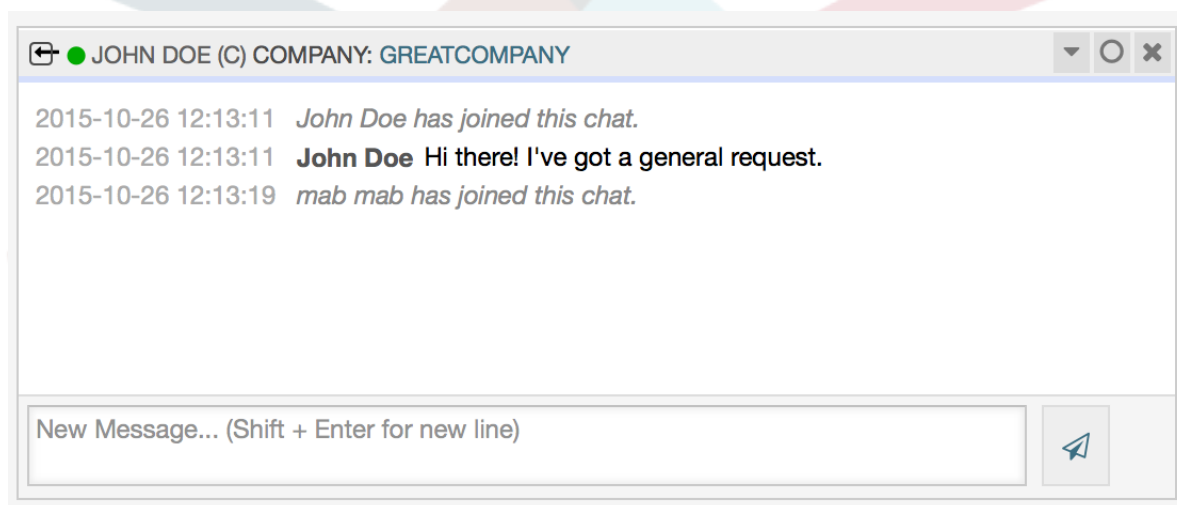 JOHN DOE (C) COMPANY: GREATCOMPANY
2015-10-26 12:13:11 John Doe has joined this chat.
2015-10-26 12:13:11 John Doe Hi there! I've got a general request.
2015-10-26 12:13:19 mab mab has joined this chat.
New Message... (Shift + Enter for new line)